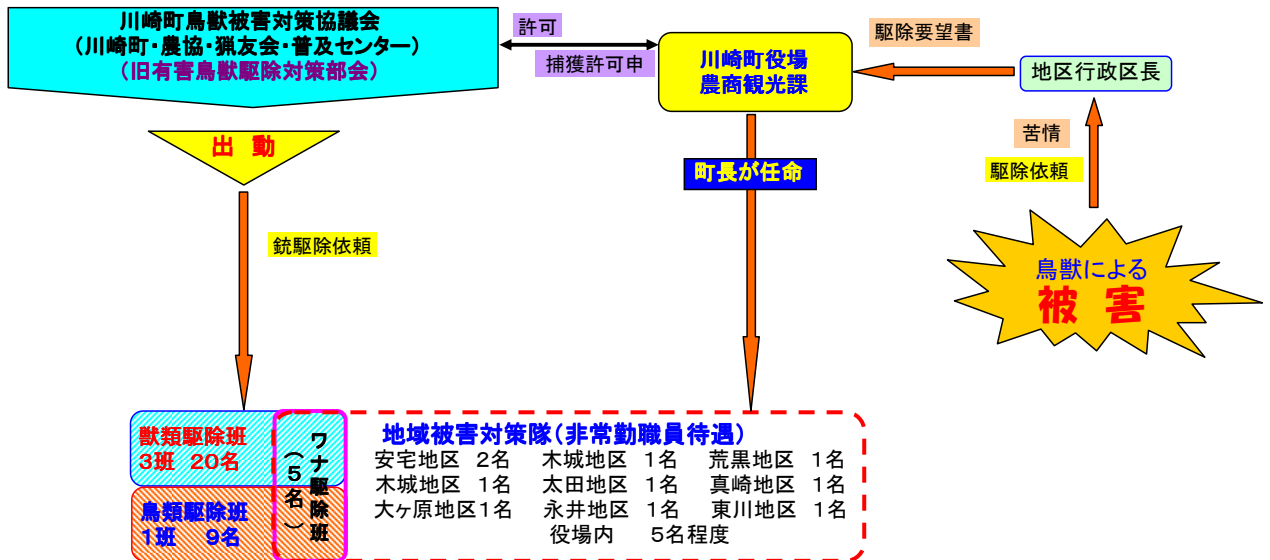 川崎町鳥獣被害対策協議会
(川崎町・農協・猟友会・普及センター)
(旧有害鳥獣駆除対策部会)
許可
捕獲許可申
川崎町役場
農商観光課
駆除要望書
地区行政区長
苦情
駆除依頼
鳥獣による
被 害
出 動
町長が任命
銃駆除依頼
獣類駆除班
3班 20名
鳥類駆除班
1班 9名
ワナ駆除班
(5名)
地域被害対策隊(非常勤職員待遇)
安宅地区 2名 木城地区 1名 荒黒地区 1名
木城地区 1名 太田地区 1名 真崎地区 1名
大ヶ原地区1名 永井地区 1名 東川地区 1名
役場内 5名程度